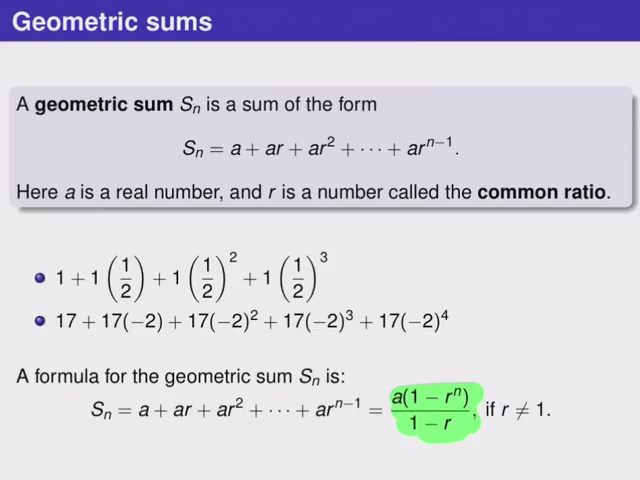 Geometric sums
A geometric sum Sₙ is a sum of the form
Sₙ = a + ar + ar² + ⋯ + arⁿ⁻¹.
Here a is a real number, and r is a number called the common ratio.
• 1 + 1(1/2) + 1(1/2)² + 1(1/2)³
• 17 + 17(−2) + 17(−2)² + 17(−2)³ + 17(−2)⁴
A formula for the geometric sum Sₙ is:
Sₙ = a + ar + ar² + ⋯ + arⁿ⁻¹ = a(1 − rⁿ)/(1 − r), if r ≠ 1.